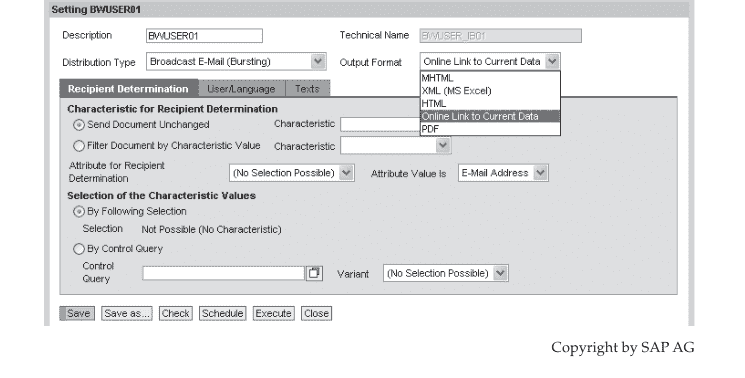 Setting BWUSER01
Description BWUSER01 Technical Name BWUSER_IB01
Distribution Type Broadcast E-Mail (Bursting) Output Format Online Link to Current Data
MHTML
XML (MS Excel)
HTML
Online Link to Current Data
PDF
Recipient Determination User/Language Texts
Characteristic for Recipient Determination
Send Document Unchanged Characteristic
Filter Document by Characteristic Value Characteristic
Attribute for Recipient Determination (No Selection Possible) Attribute Value Is E-Mail Address
Selection of the Characteristic Values
By Following Selection
Selection Not Possible (No Characteristic)
By Control Query
Control Query Variant (No Selection Possible)
Save Save as... Check Schedule Execute Close
Copyright by SAP AG